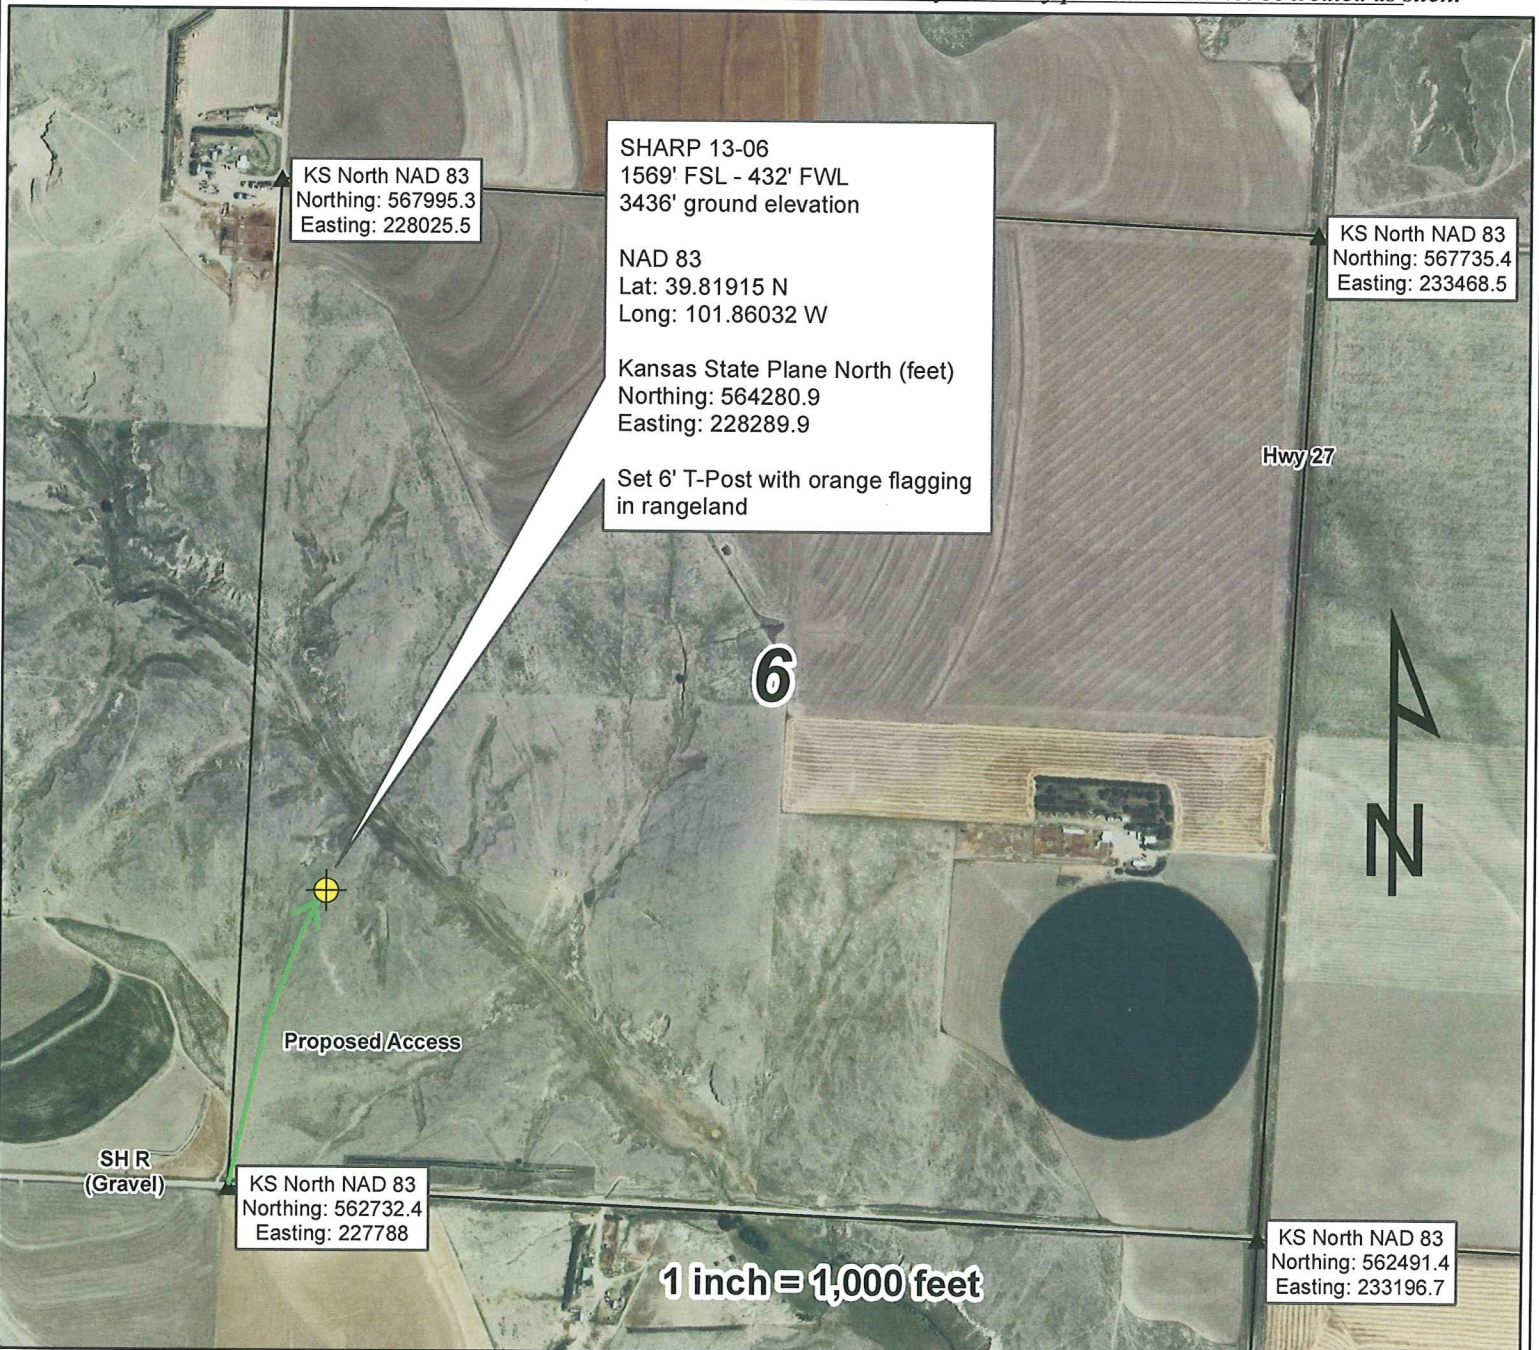 as such.
KS North NAD 83
Northing: 567995.3
Easting: 228025.5
SHARP 13-06
1569' FSL - 432' FWL
3436' ground elevation
NAD 83
Lat: 39.81915 N
Long: 101.86032 W
Kansas State Plane North (feet)
Northing: 564280.9
Easting: 228289.9
Set 6' T-Post with orange flagging
in rangeland
KS North NAD 83
Northing: 567735.4
Easting: 233468.5
Hwy 27
6
N
Proposed Access
SH R
(Gravel)
KS North NAD 83
Northing: 562732.4
Easting: 227788
KS North NAD 83
Northing: 562491.4
Easting: 233196.7
1 inch = 1,000 feet